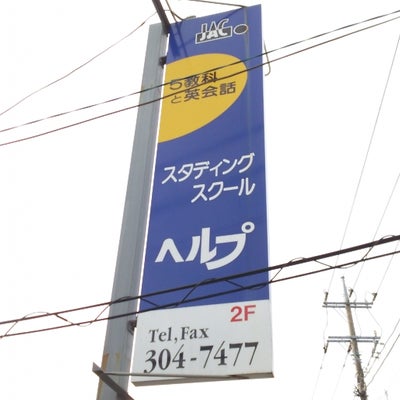 JAC
5教科
と英会話
スタディング
スクール
ヘルプ
2F
Tel,Fax
304-7477